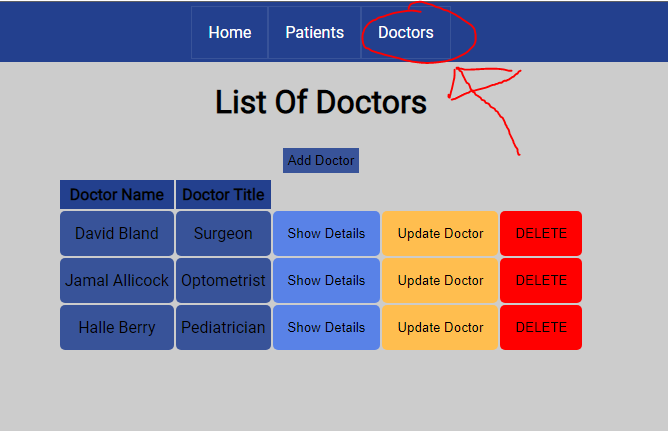 Home Patients Doctors
List Of Doctors
Add Doctor
Doctor Name Doctor Title
David Bland Surgeon Show Details Update Doctor DELETE
Jamal Allicock Optometrist Show Details Update Doctor DELETE
Halle Berry Pediatrician Show Details Update Doctor DELETE